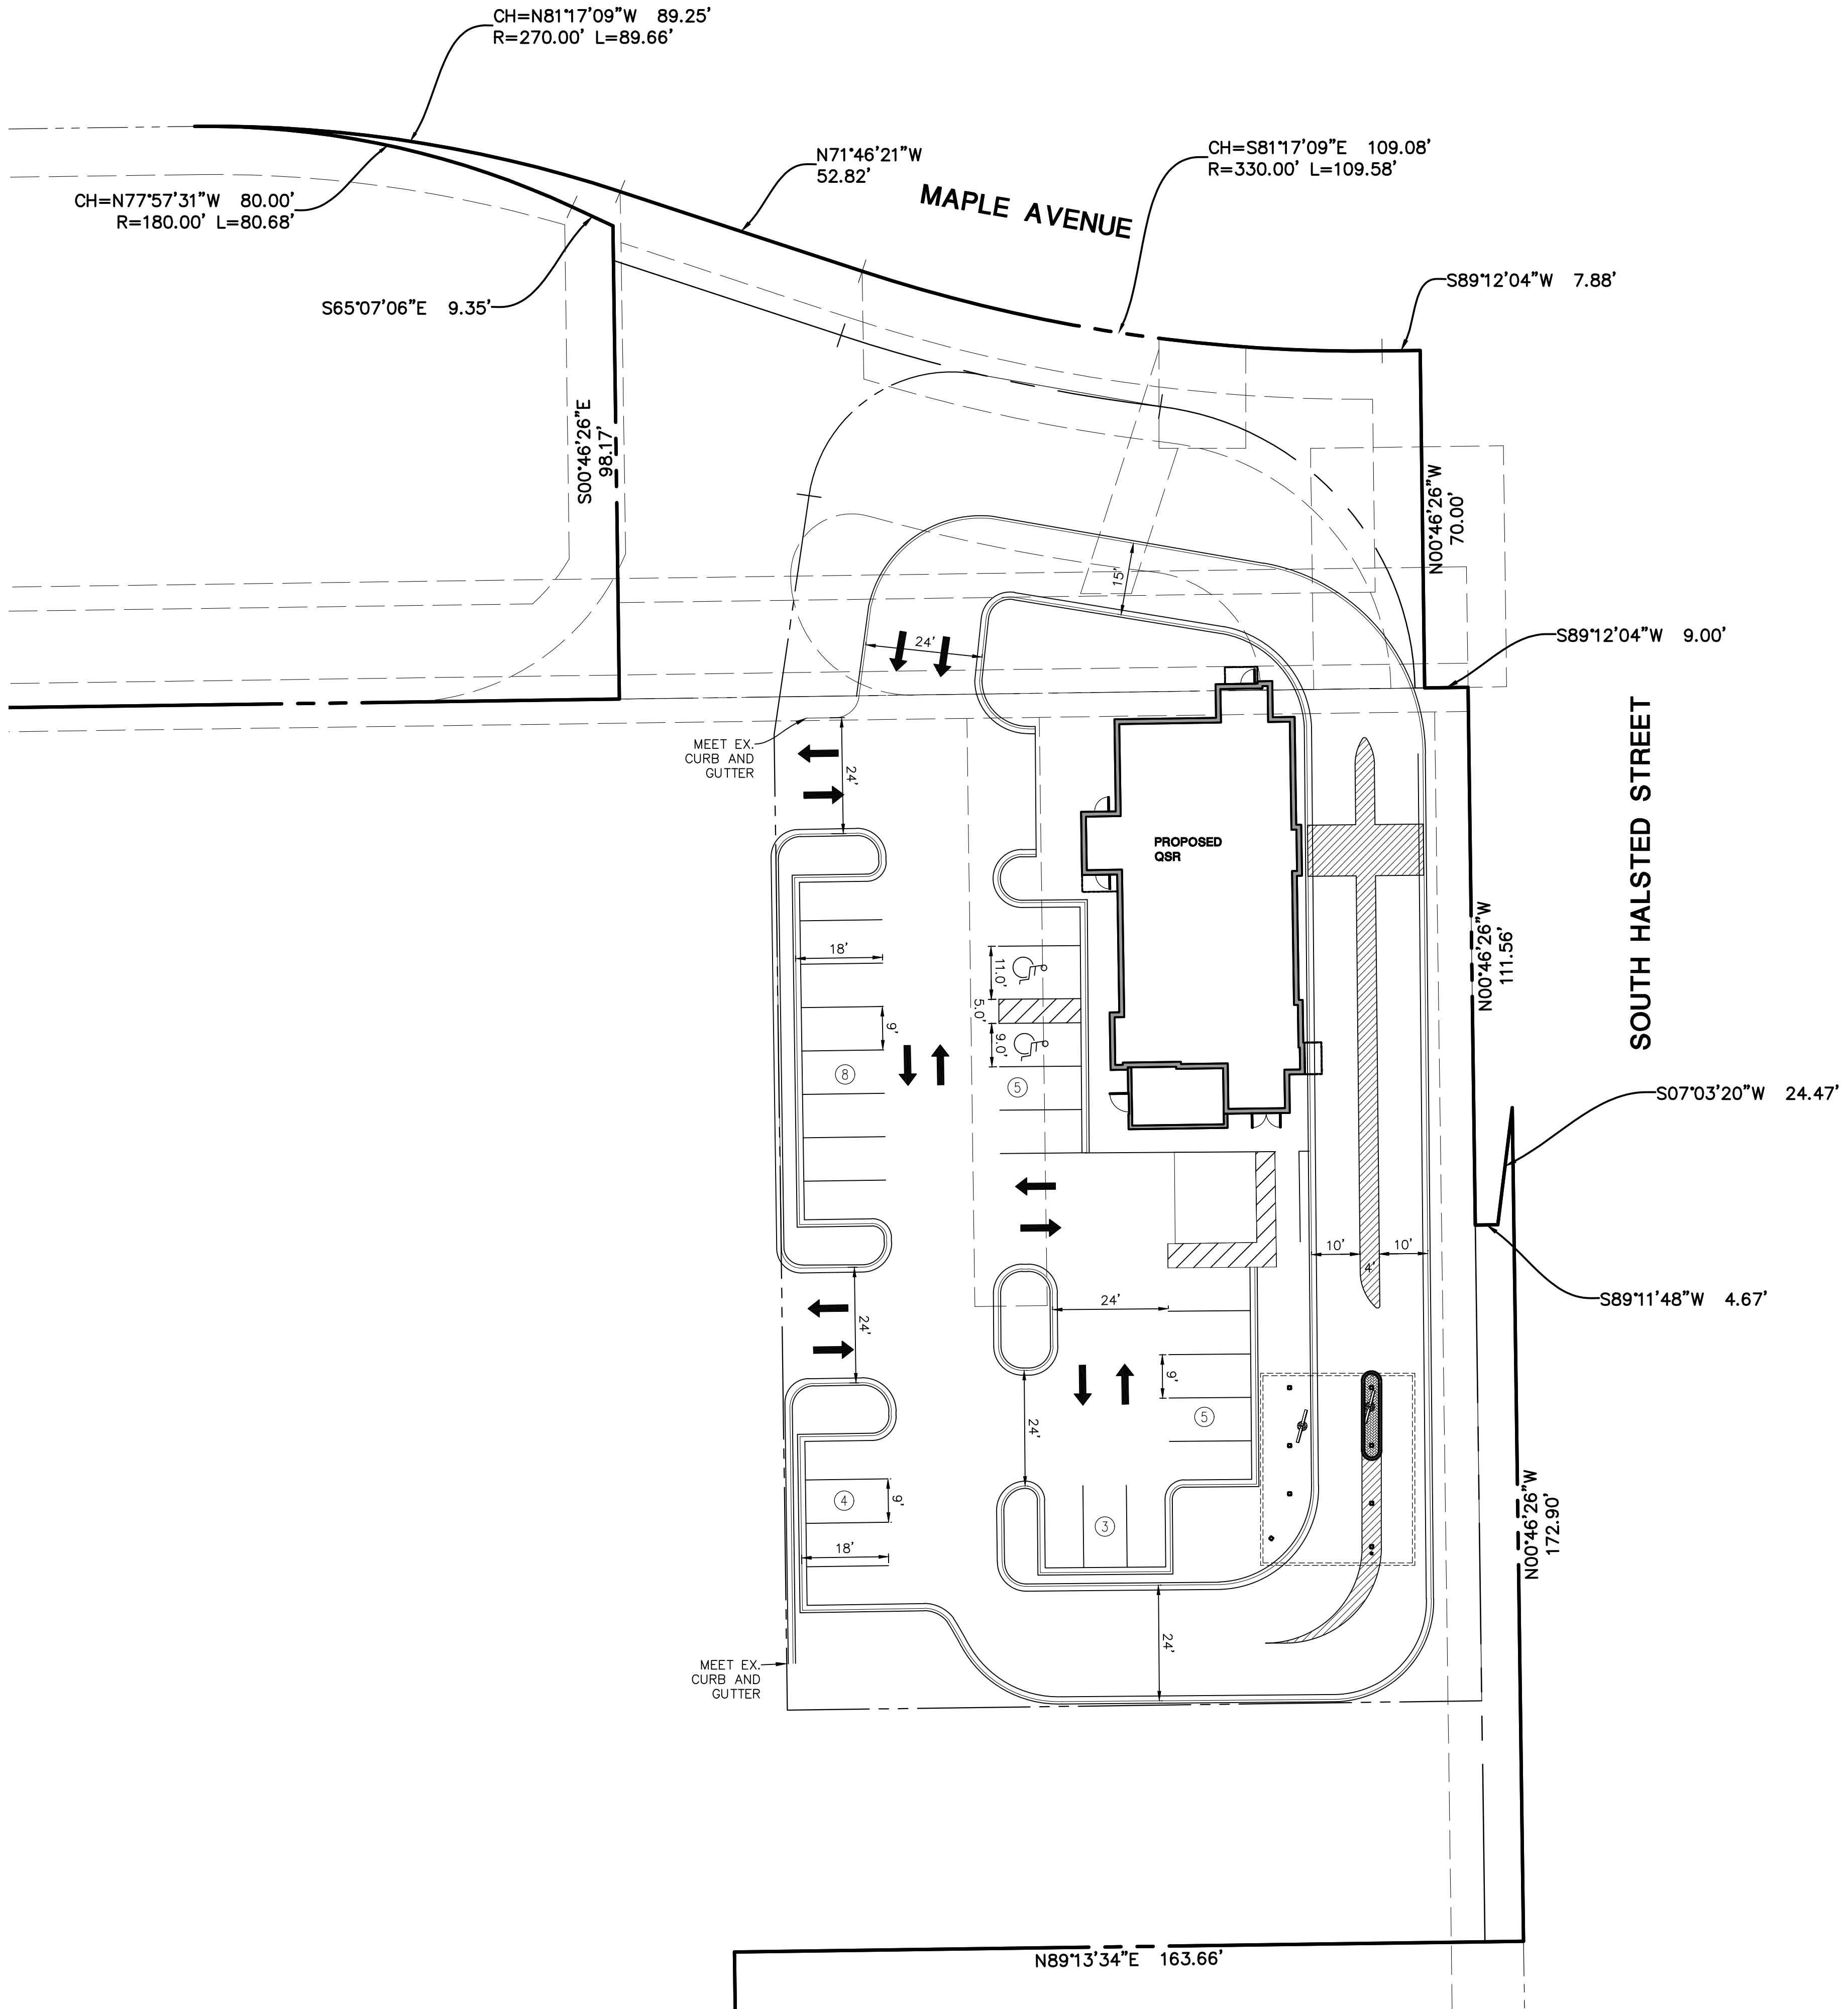 CH=N81°17'09"W 89.25'
R=270.00' L=89.66'
CH=N77°57'31"W 80.00'
R=180.00' L=80.68'
N71°46'21"W
52.82'
CH=S81°17'09"E 109.08'
R=330.00' L=109.58'
MAPLE AVENUE
S65°07'06"E 9.35'
S89°12'04"W 7.88'
S00°46'26"E
98.17'
N00°46'26"W
70.00'
15'
24'
S89°12'04"W 9.00'
SOUTH HALSTED STREET
MEET EX.
CURB AND
GUTTER
24'
PROPOSED
QSR
N00°46'26"W
111.56'
18'
11.0'
5.0'
9.0'
9'
8
5
S07°03'20"W 24.47'
10'
10'
4'
S89°11'48"W 4.67'
24'
24'
9'
5
24'
4
9'
3
18'
N00°46'26"W
172.90'
24'
MEET EX.
CURB AND
GUTTER
N89°13'34"E 163.66'